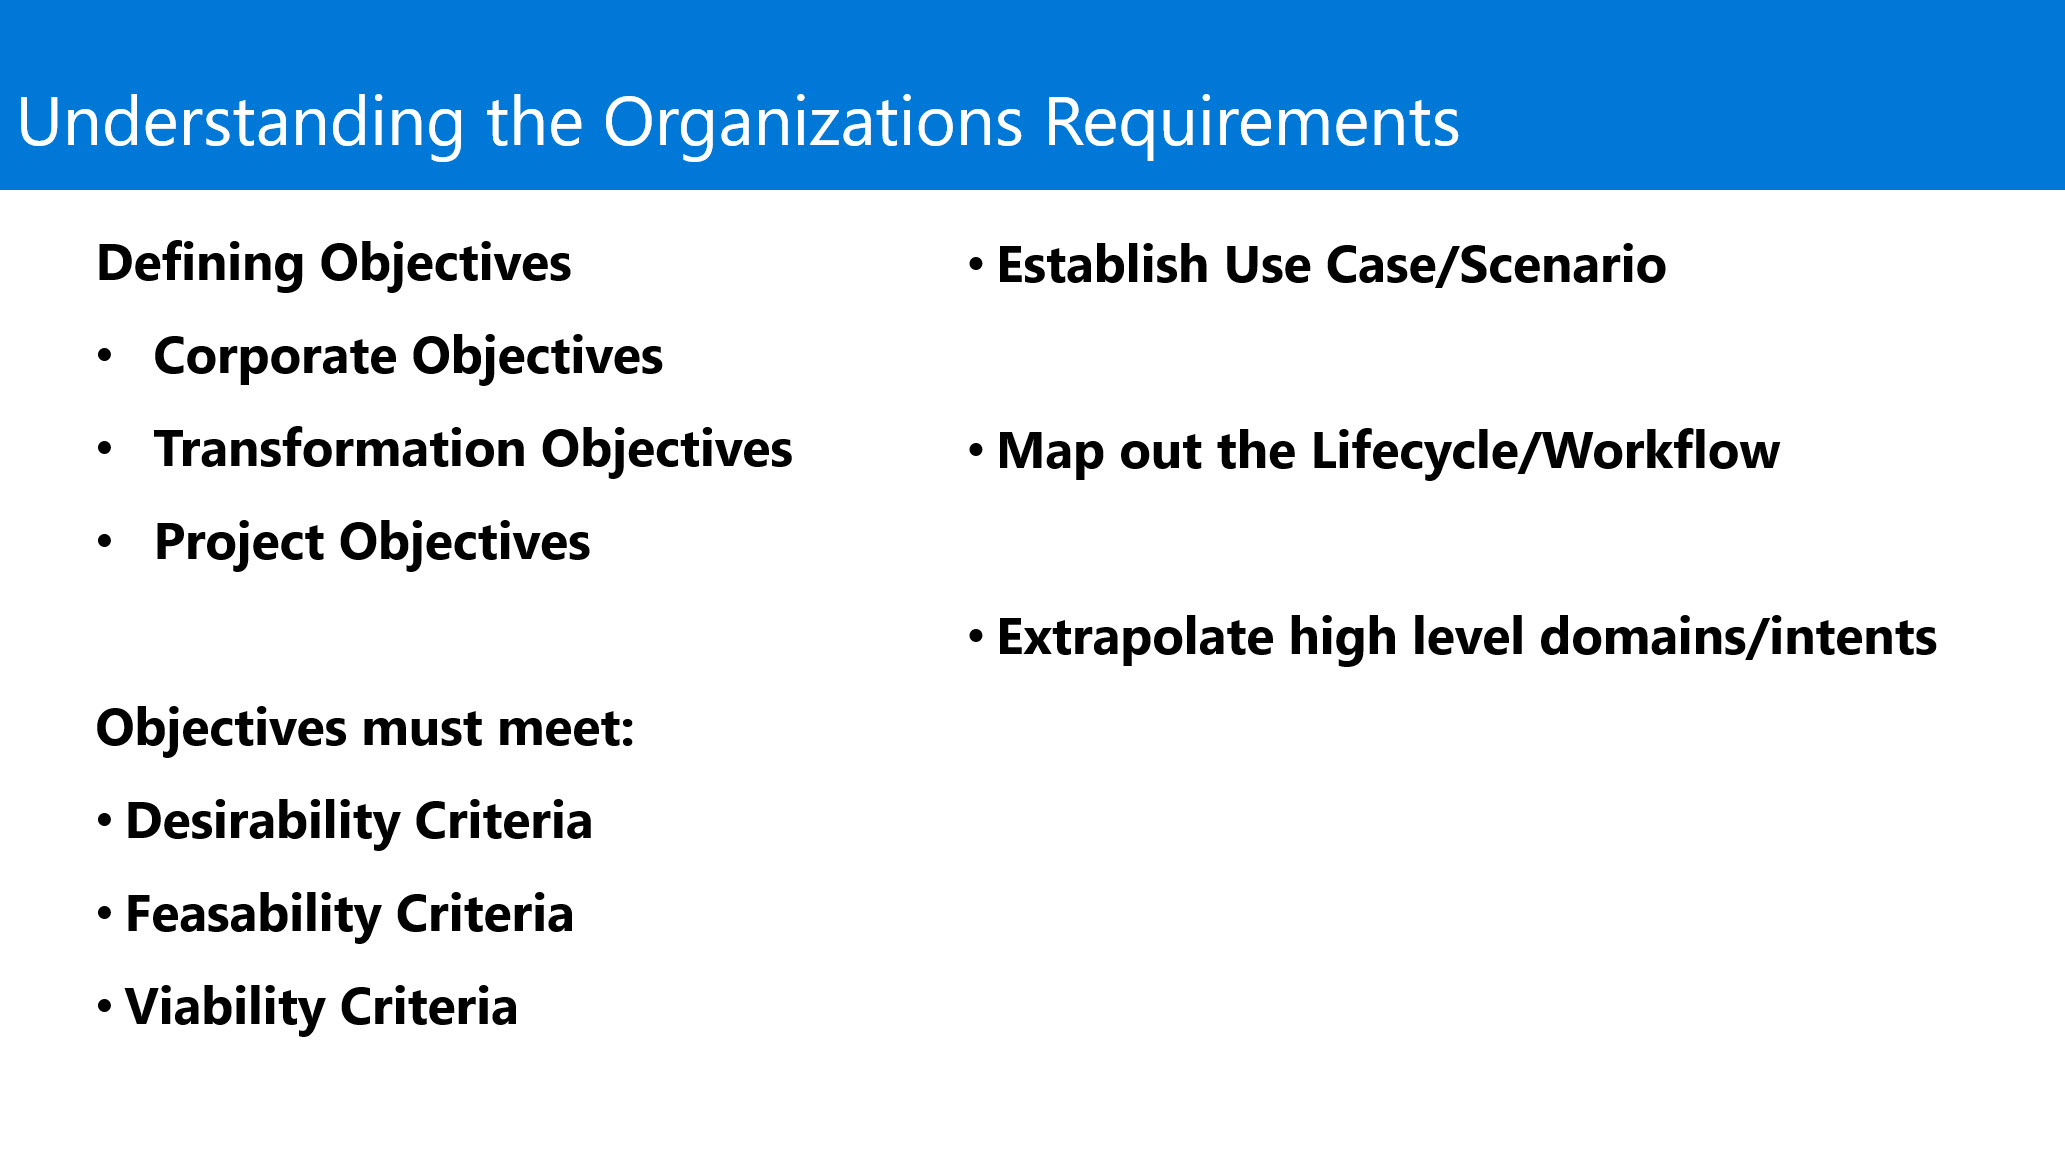 Understanding the Organizations Requirements
Defining Objectives
• Corporate Objectives
• Transformation Objectives
• Project Objectives
Objectives must meet:
• Desirability Criteria
• Feasability Criteria
• Viability Criteria
• Establish Use Case/Scenario
• Map out the Lifecycle/Workflow
• Extrapolate high level domains/intents